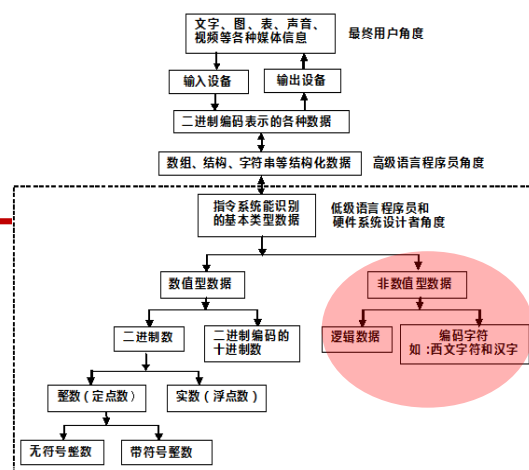 文字、图、表、声音、
视频等各种媒体信息
最终用户角度
输入设备
输出设备
二进制编码表示的各种数据
数组、结构、字符串等结构化数据
高级语言程序员角度
指令系统能识别
的基本类型数据
低级语言程序员和
硬件系统设计者角度
数值型数据
非数值型数据
二进制数
二进制编码的
十进制数
逻辑数据
编码字符
如:西文字符和汉字
整数(定点数)
实数(浮点数)
无符号整数
带符号整数